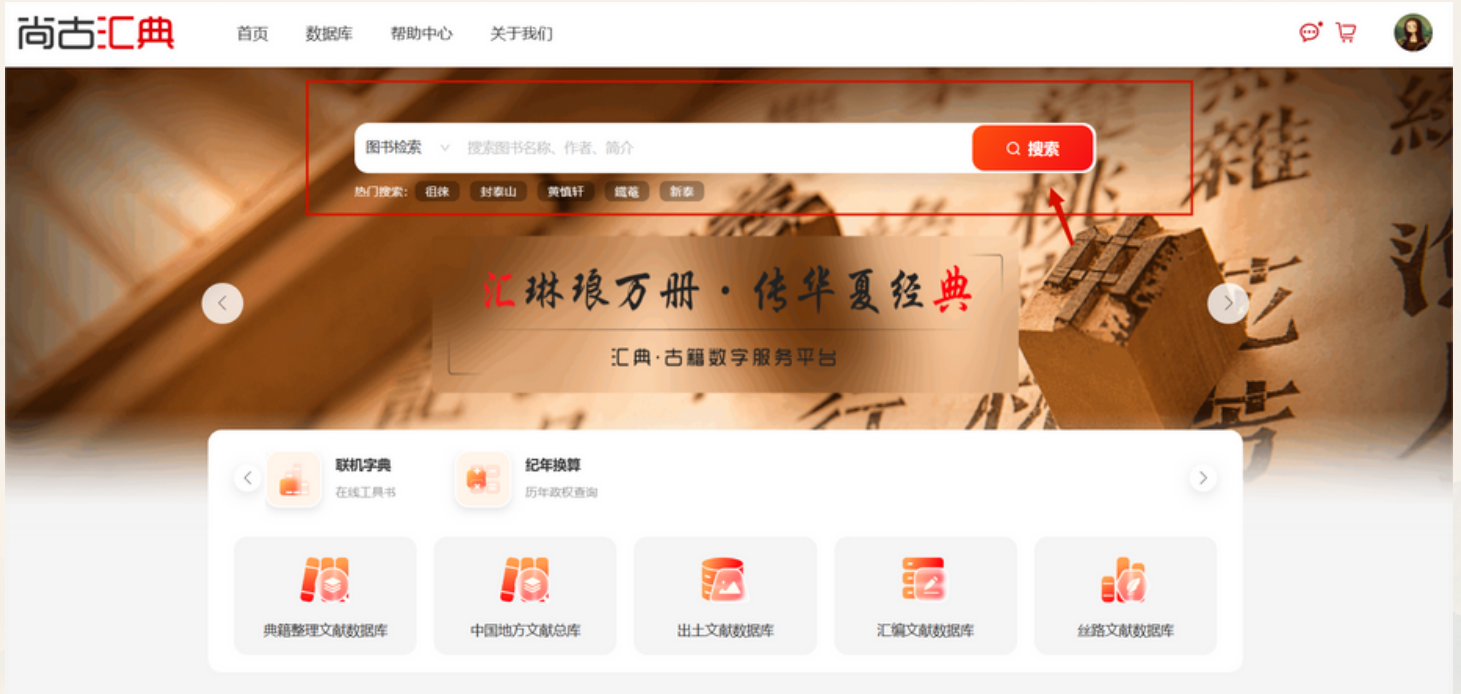 尚古汇典 首页 数据库 帮助中心 关于我们
图书检索 搜索图书名称、作者、简介 搜索
热门搜索： 徂徕 封泰山 黄慎轩 鐵菴 新泰
汇琳琅万册·传华夏经典
汇典·古籍数字服务平台
联机字典 纪年换算
在线工具书 历年政权查询
典籍整理文献数据库 中国地方文献总库 出土文献数据库 汇编文献数据库 丝路文献数据库